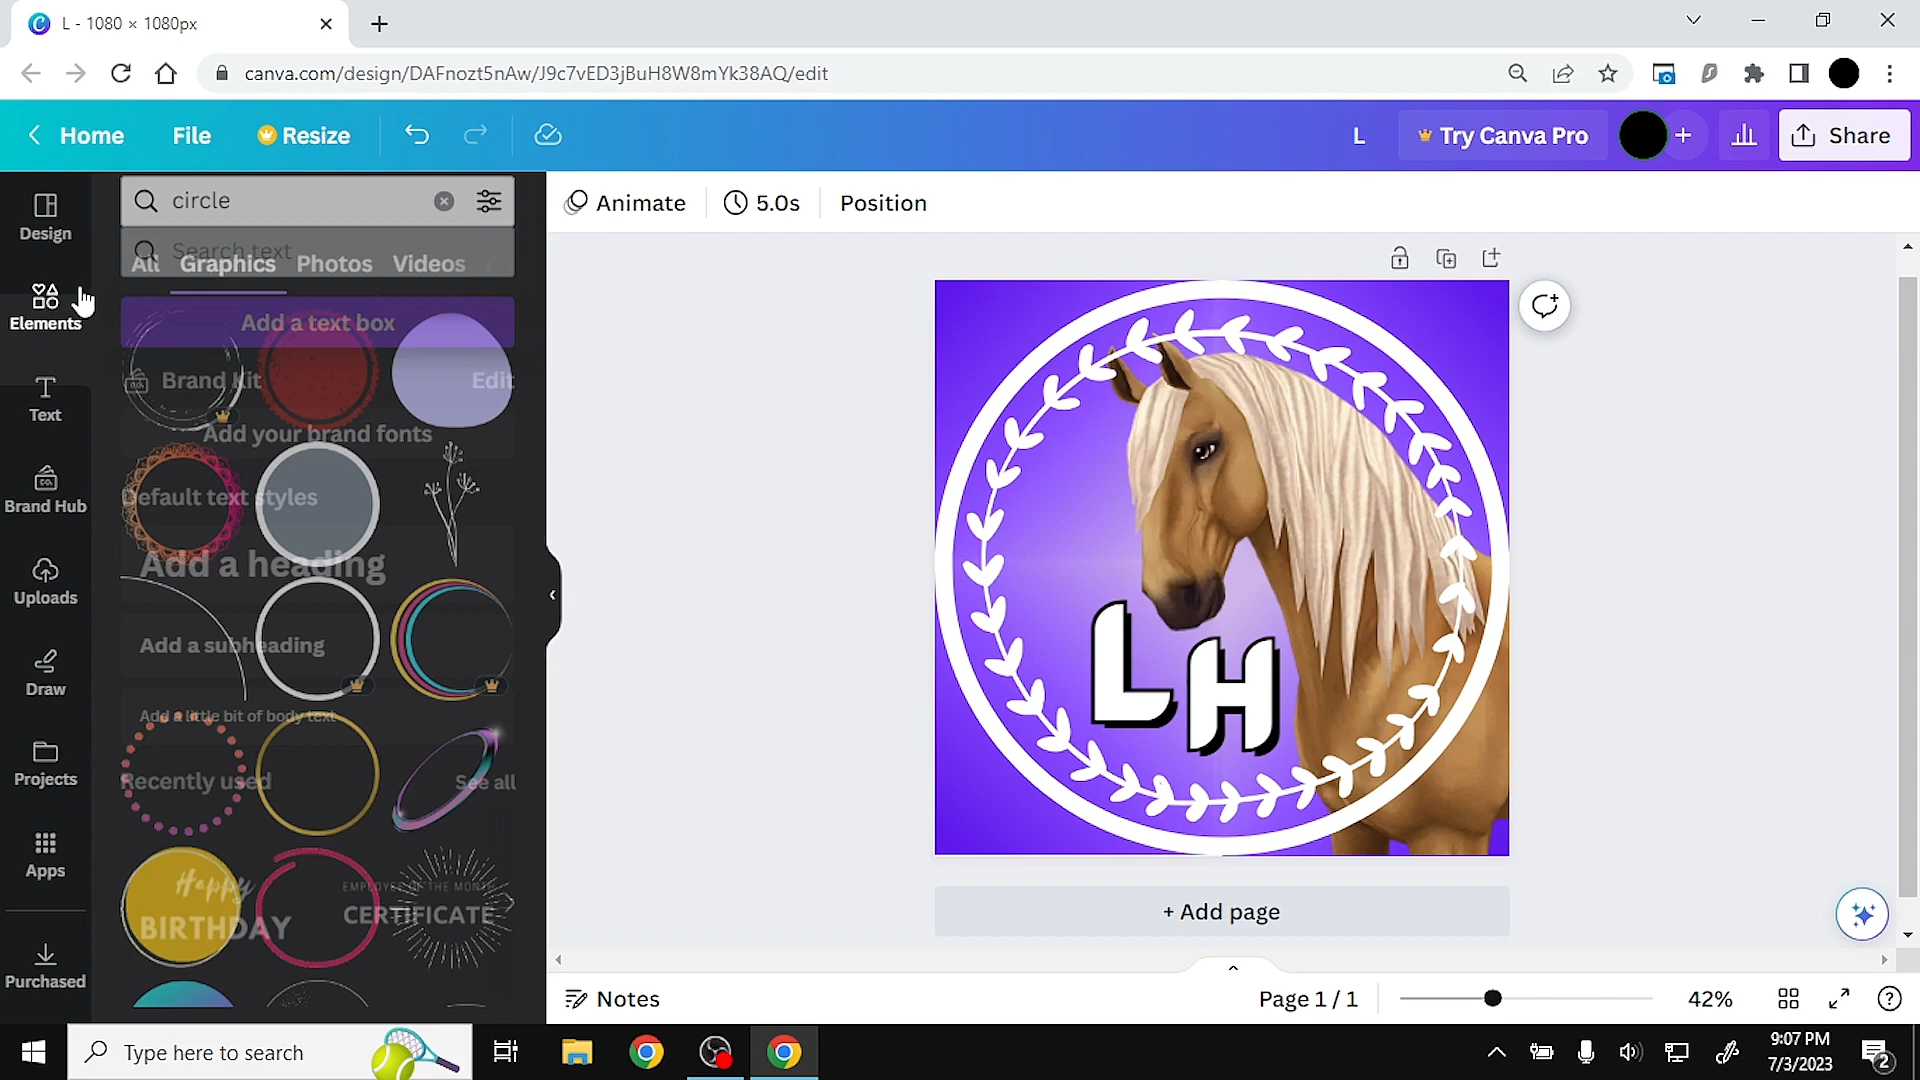 L - 1080 × 1080px
canva.com/design/DAFnozt5nAw/J9c7vED3jBuH8W8mYk38AQ/edit
Home
File
Resize
L
Try Canva Pro
Share
Design
Elements
Text
Brand Hub
Uploads
Draw
Projects
Apps
Purchased
circle
Search text
All
Graphics
Photos
Videos
Add a text box
Brand Kit
Edit
Add your brand fonts
Default text styles
Add a heading
Add a subheading
Add a little bit of body text
Recently used
See all
Happy
BIRTHDAY
EMPLOYEE OF THE MONTH
CERTIFICATE
Animate
5.0s
Position
L
H
+ Add page
Notes
Page 1 / 1
42%
Type here to search
9:07 PM
7/3/2023
2